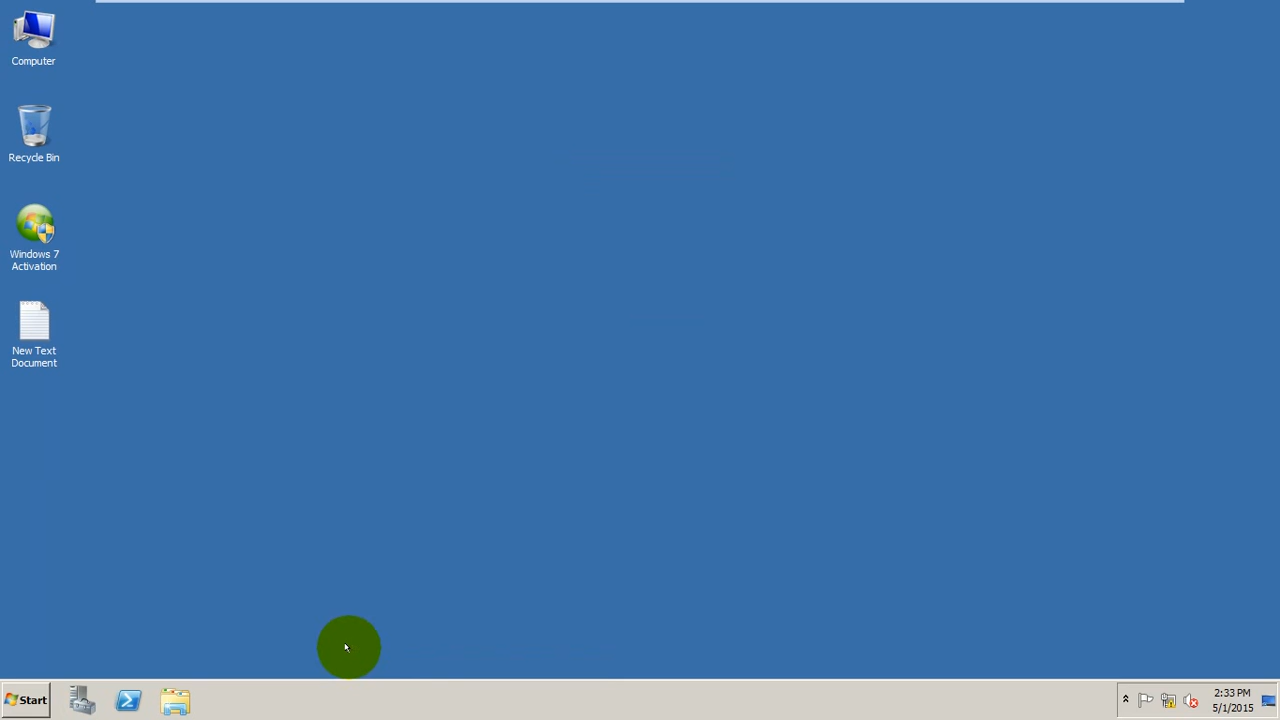 Computer
Recycle Bin
Windows 7
Activation
New Text
Document
Start
2:33 PM
5/1/2015